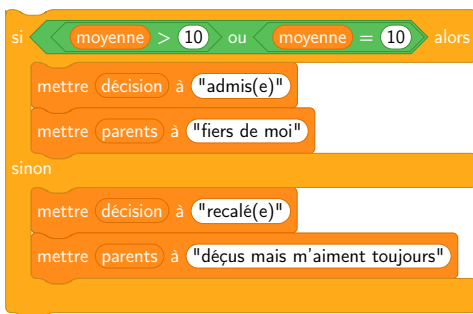 si moyenne > 10 ou moyenne = 10 alors
mettre décision à "admis(e)"
mettre parents à "fiers de moi"
sinon
mettre décision à "recalé(e)"
mettre parents à "déçus mais m'aiment toujours"